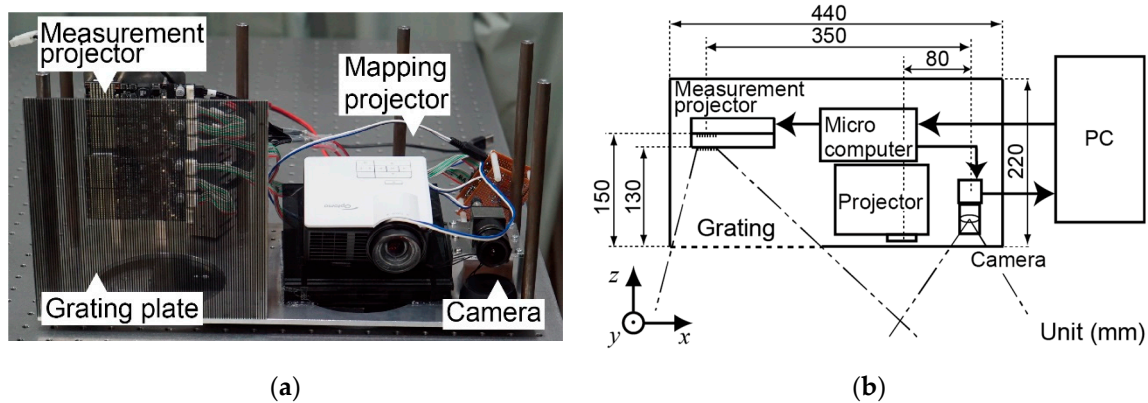 Measurement
projector
Mapping
projector
Grating plate
Camera
(a)
440
350
80
Measurement
projector
Micro
computer
PC
220
150
130
Projector
Grating
Camera
z
y
x
Unit (mm)
(b)